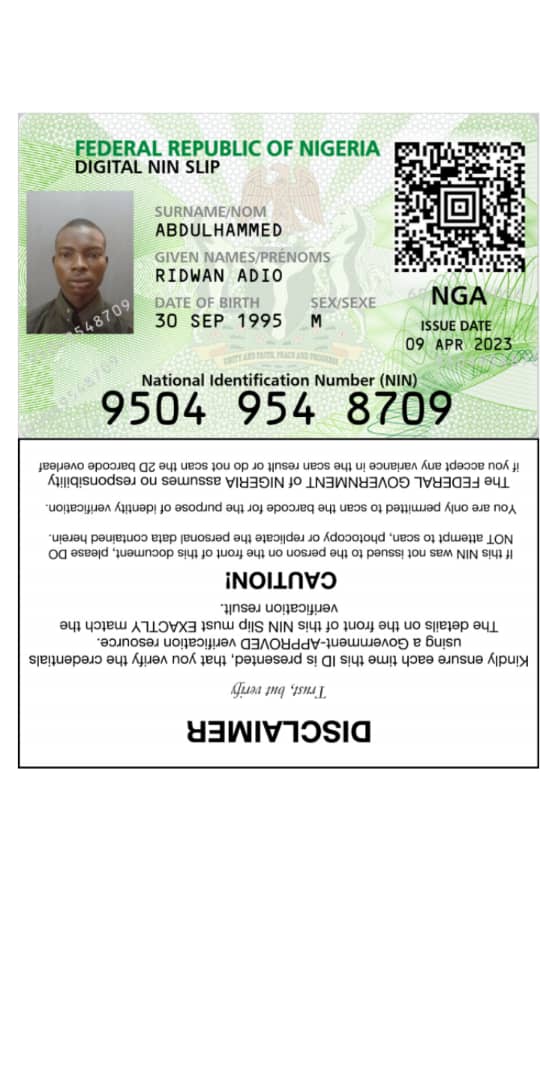 FEDERAL REPUBLIC OF NIGERIA
DIGITAL NIN SLIP
SURNAME/NOM
ABDULHAMMED
GIVEN NAMES/PRÉNOMS
RIDWAN ADIO
DATE OF BIRTH SEX/SEXE
30 SEP 1995 M
NGA
ISSUE DATE
09 APR 2023
UNITY AND FAITH, PEACE AND PROGRESS
National Identification Number (NIN)
9504 954 8709
DISCLAIMER
Trust, but verify
Kindly ensure each time this ID is presented, that you verify the credentials
using a Government-APPROVED verification resource.
The details on the front of this NIN Slip must EXACTLY match the
verification result.
CAUTION!
If this NIN was not issued to the person on the front of this document, please DO
NOT attempt to scan, photocopy or replicate the personal data contained herein.
You are only permitted to scan the barcode for the purpose of identity verification.
The FEDERAL GOVERNMENT of NIGERIA assumes no responsibility
if you accept any variance in the scan result or do not scan the 2D barcode overleaf